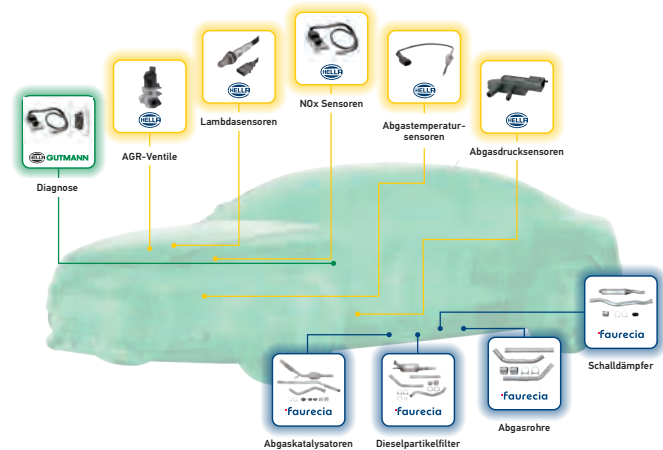 HELLA
NOx Sensoren
HELLA
Lambdasensoren
HELLA
Abgastemperatur-
sensoren
HELLA
AGR-Ventile
HELLA
Abgasdrucksensoren
HELLA GUTMANN
Diagnose
faurecia
Schalldämpfer
faurecia
Abgaskatalysatoren
faurecia
Dieselpartikelfilter
faurecia
Abgasrohre